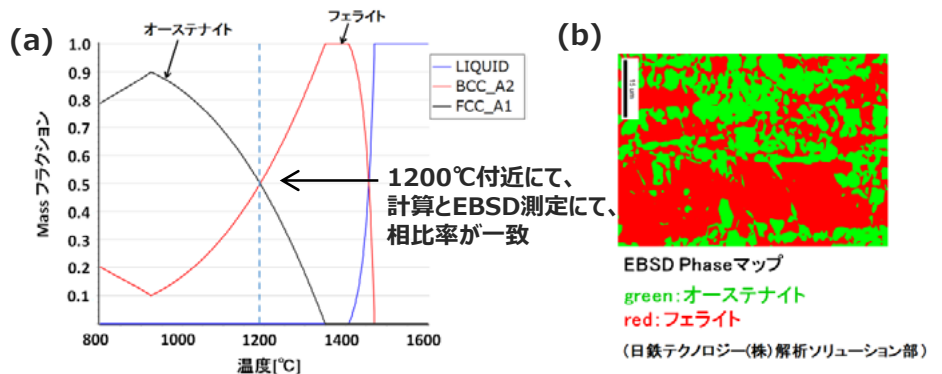 (a)
オーステナイト
フェライト
Mass フラクション
1.0
0.9
0.8
0.7
0.6
0.5
0.4
0.3
0.2
0.1
LIQUID
BCC_A2
FCC_A1
1200℃付近にて、
計算とEBSD測定にて、
相比率が一致
800 1000 1200 1400 1600
温度[℃]
(b)
15 um
EBSD Phaseマップ
green:オーステナイト
red:フェライト
(日鉄テクノロジー(株)解析ソリューション部)